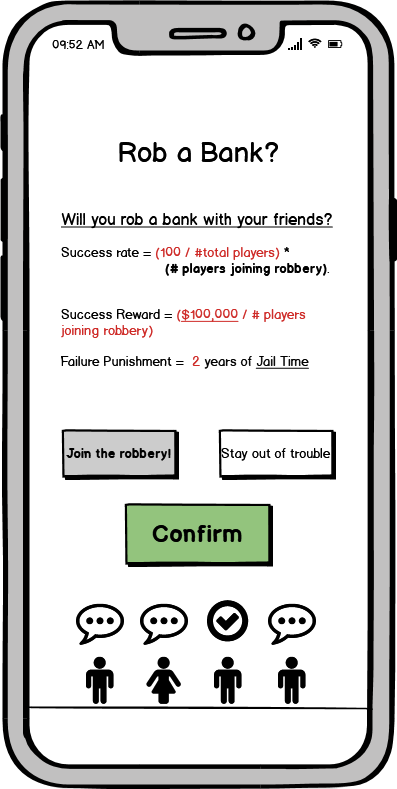 09:52 AM
Rob a Bank?
Will you rob a bank with your friends?
Success rate = (100 / #total players) *
(# players joining robbery).
Success Reward = ($100,000 / # players
joining robbery)
Failure Punishment = 2 years of Jail Time
Join the robbery!
Stay out of trouble
Confirm